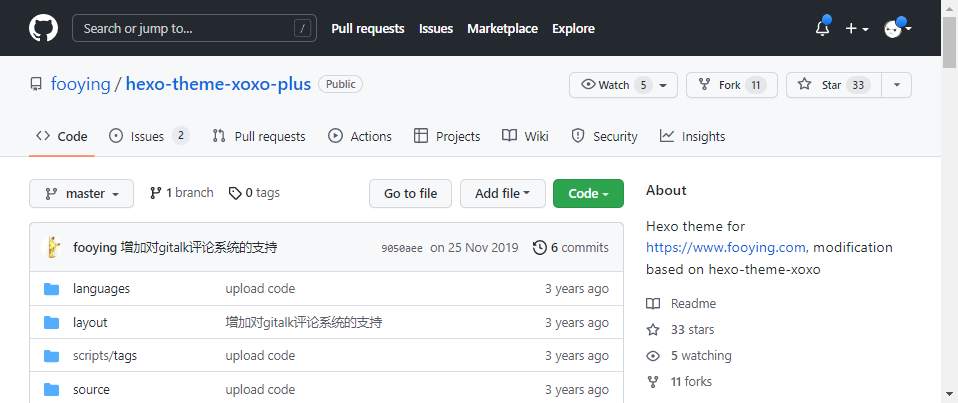 Search or jump to... / Pull requests Issues Marketplace Explore
fooying / hexo-theme-xoxo-plus Public Watch 5 Fork 11 Star 33
Code Issues 2 Pull requests Actions Projects Wiki Security Insights
master 1 branch 0 tags Go to file Add file Code
fooying 增加对gitalk评论系统的支持 9050aee on 25 Nov 2019 6 commits
languages upload code 3 years ago
layout 增加对gitalk评论系统的支持 3 years ago
scripts/tags upload code 3 years ago
source upload code 3 years ago
About
Hexo theme for
https://www.fooying.com, modification
based on hexo-theme-xoxo
Readme
33 stars
5 watching
11 forks